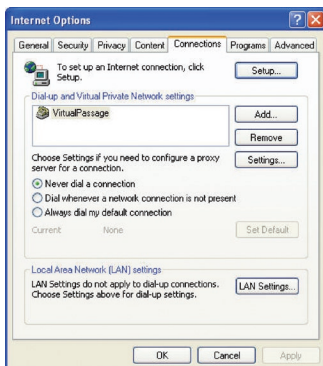 Internet Options
General Security Privacy Content Connections Programs Advanced
To set up an Internet connection, click
Setup.
Setup...
Dial-up and Virtual Private Network settings
VirtualPassage
Add...
Remove
Choose Settings if you need to configure a proxy
server for a connection.
Settings...
Never dial a connection
Dial whenever a network connection is not present
Always dial my default connection
Current None
Set Default
Local Area Network (LAN) settings
LAN Settings do not apply to dial-up connections.
Choose Settings above for dial-up settings.
LAN Settings...
OK Cancel Apply